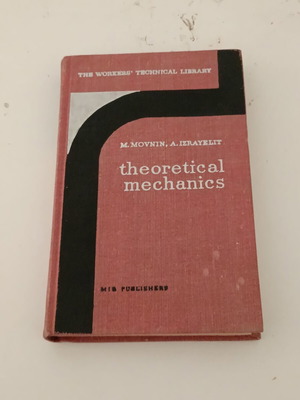 THE WORKERS' TECHNICAL LIBRARY
M. MOVNIN, A. IZRAYELIT
theoretical
mechanics
MIR PUBLISHERS